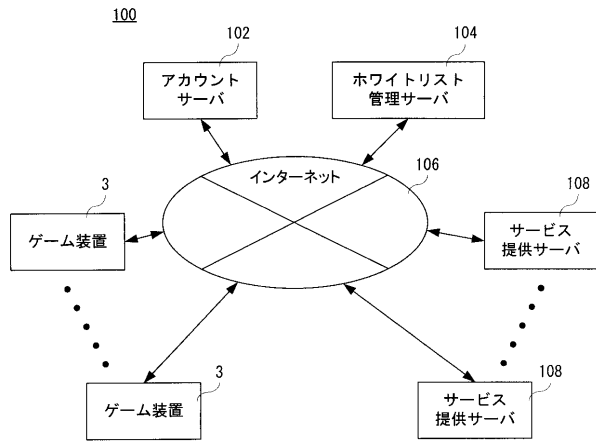 100
102
104
アカウント
サーバ
ホワイトリスト
管理サーバ
インターネット
106
3
ゲーム装置
108
サービス
提供サーバ
3
ゲーム装置
108
サービス
提供サーバ